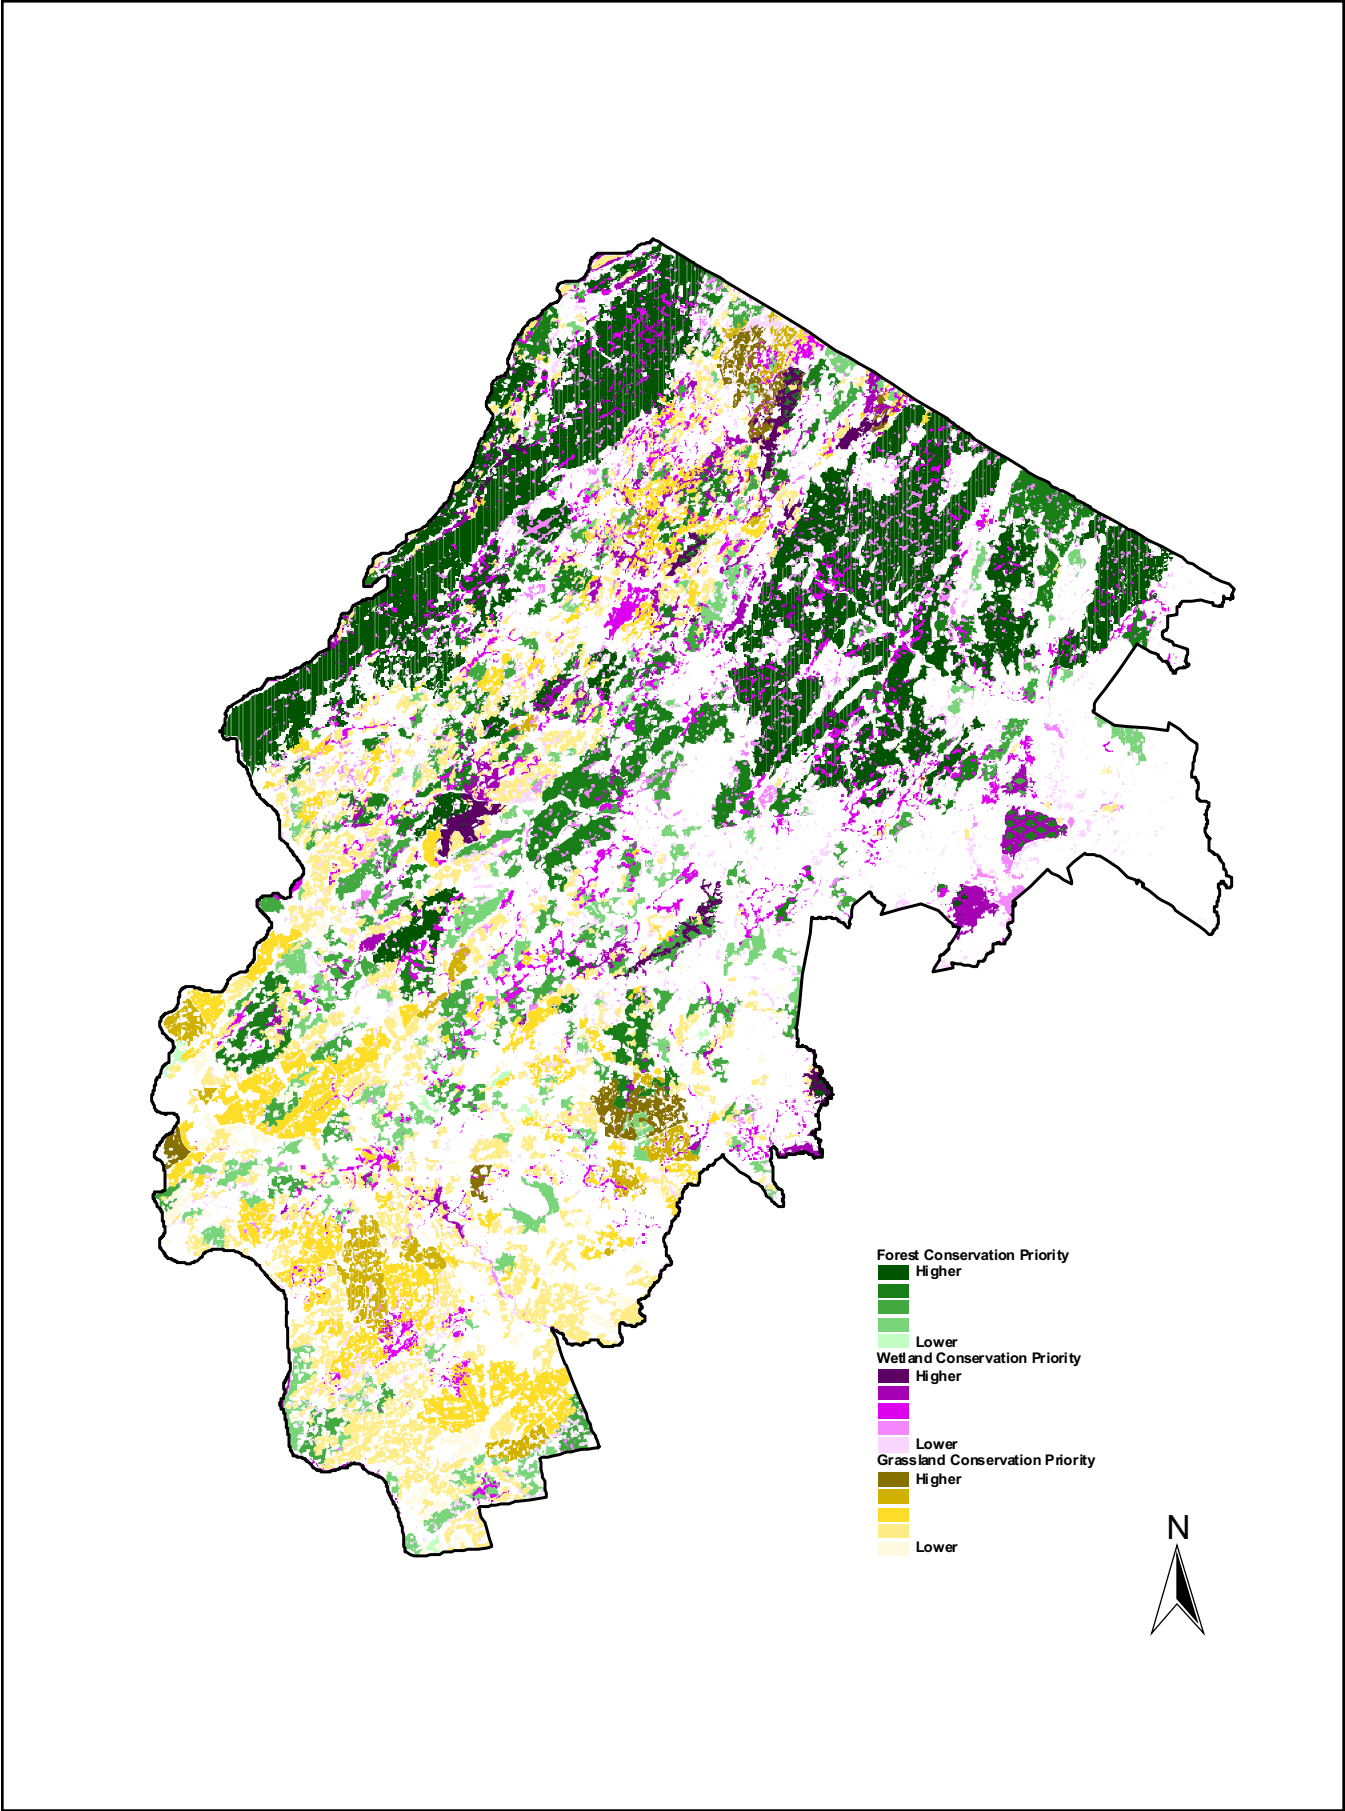 Forest Conservation Priority
Higher
Lower
Wetland Conservation Priority
Higher
Lower
Grassland Conservation Priority
Higher
Lower
N